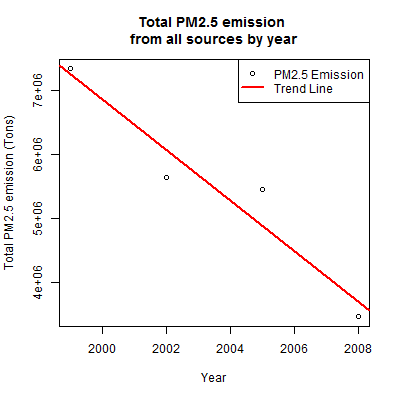 Total PM2.5 emission
from all sources by year
PM2.5 Emission
Trend Line
Total PM2.5 emission (Tons)
7e+06
6e+06
5e+06
4e+06
2000 2002 2004 2006 2008
Year